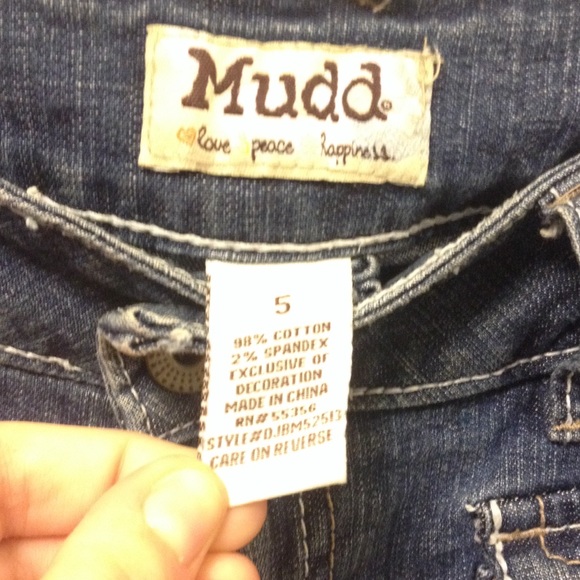 Mudd®
love peace happiness.
5
98% COTTON
2% SPANDEX
EXCLUSIVE OF
DECORATION
MADE IN CHINA
RN# 55356
STYLE#DJBM52513
CARE ON REVERSE